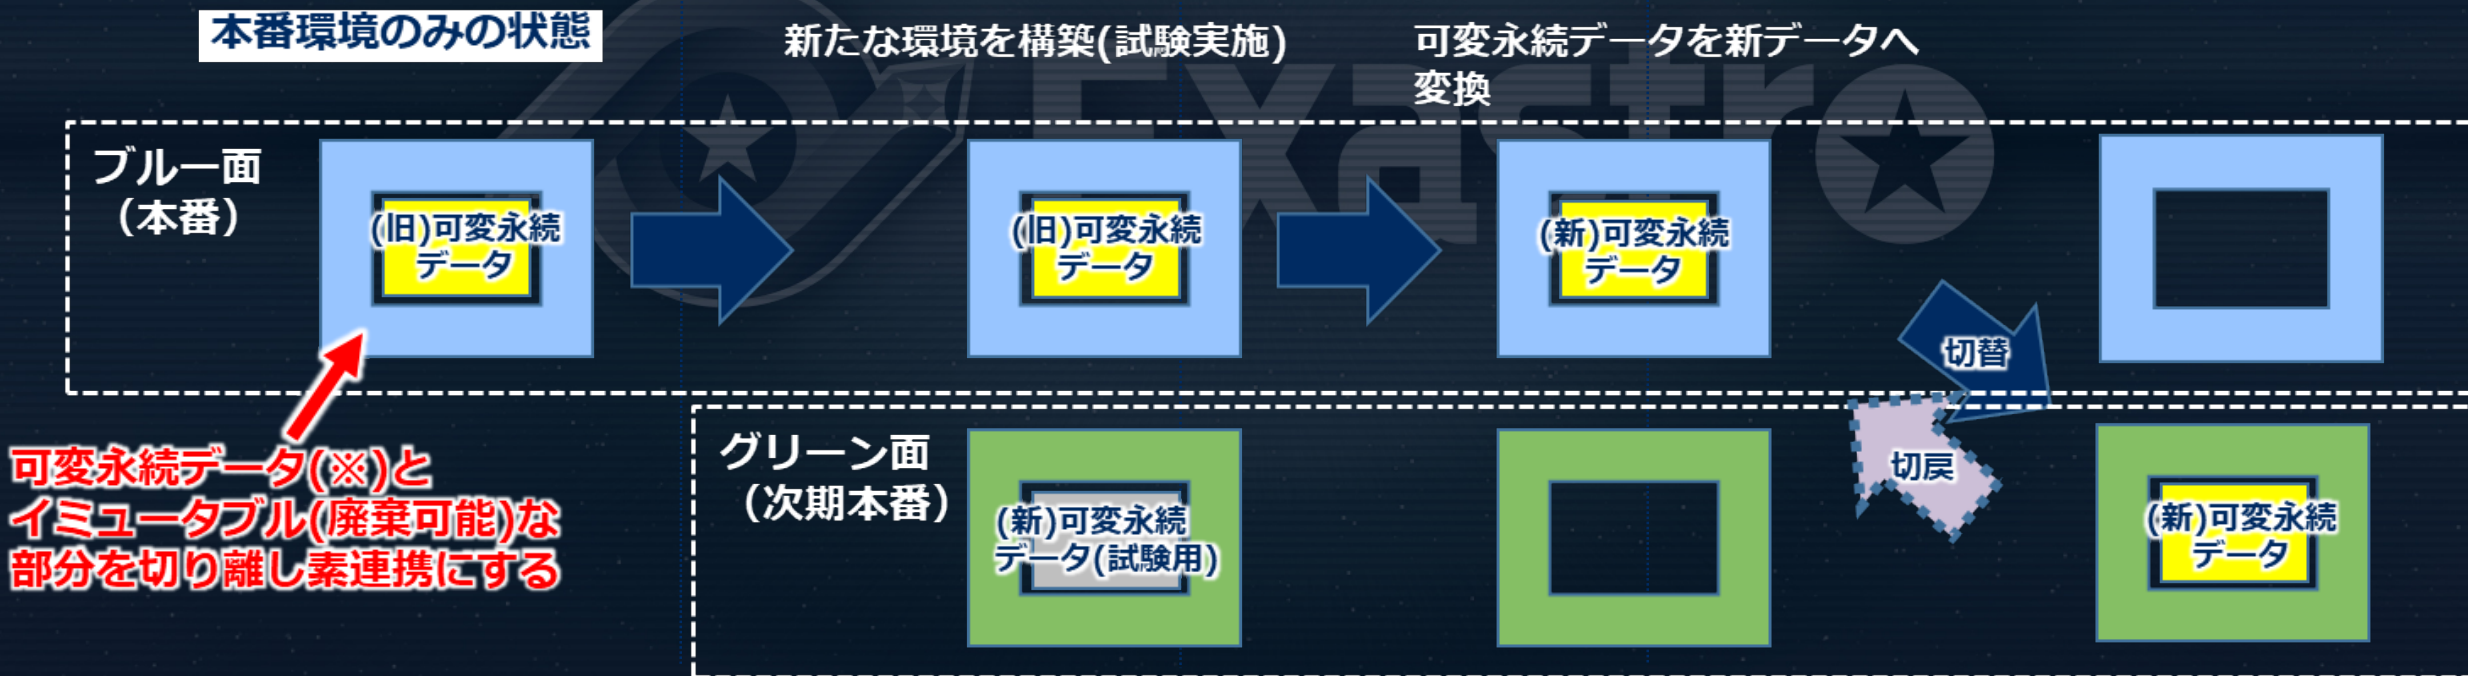 本番環境のみの状態
新たな環境を構築(試験実施)
可変永続データを新データへ
変換
Exastro
ブルー面
（本番）
(旧)可変永続
データ
(旧)可変永続
データ
(新)可変永続
データ
切替
切戻
可変永続データ(※)と
イミュータブル(廃棄可能)な
部分を切り離し素連携にする
グリーン面
（次期本番）
(新)可変永続
データ(試験用)
(新)可変永続
データ